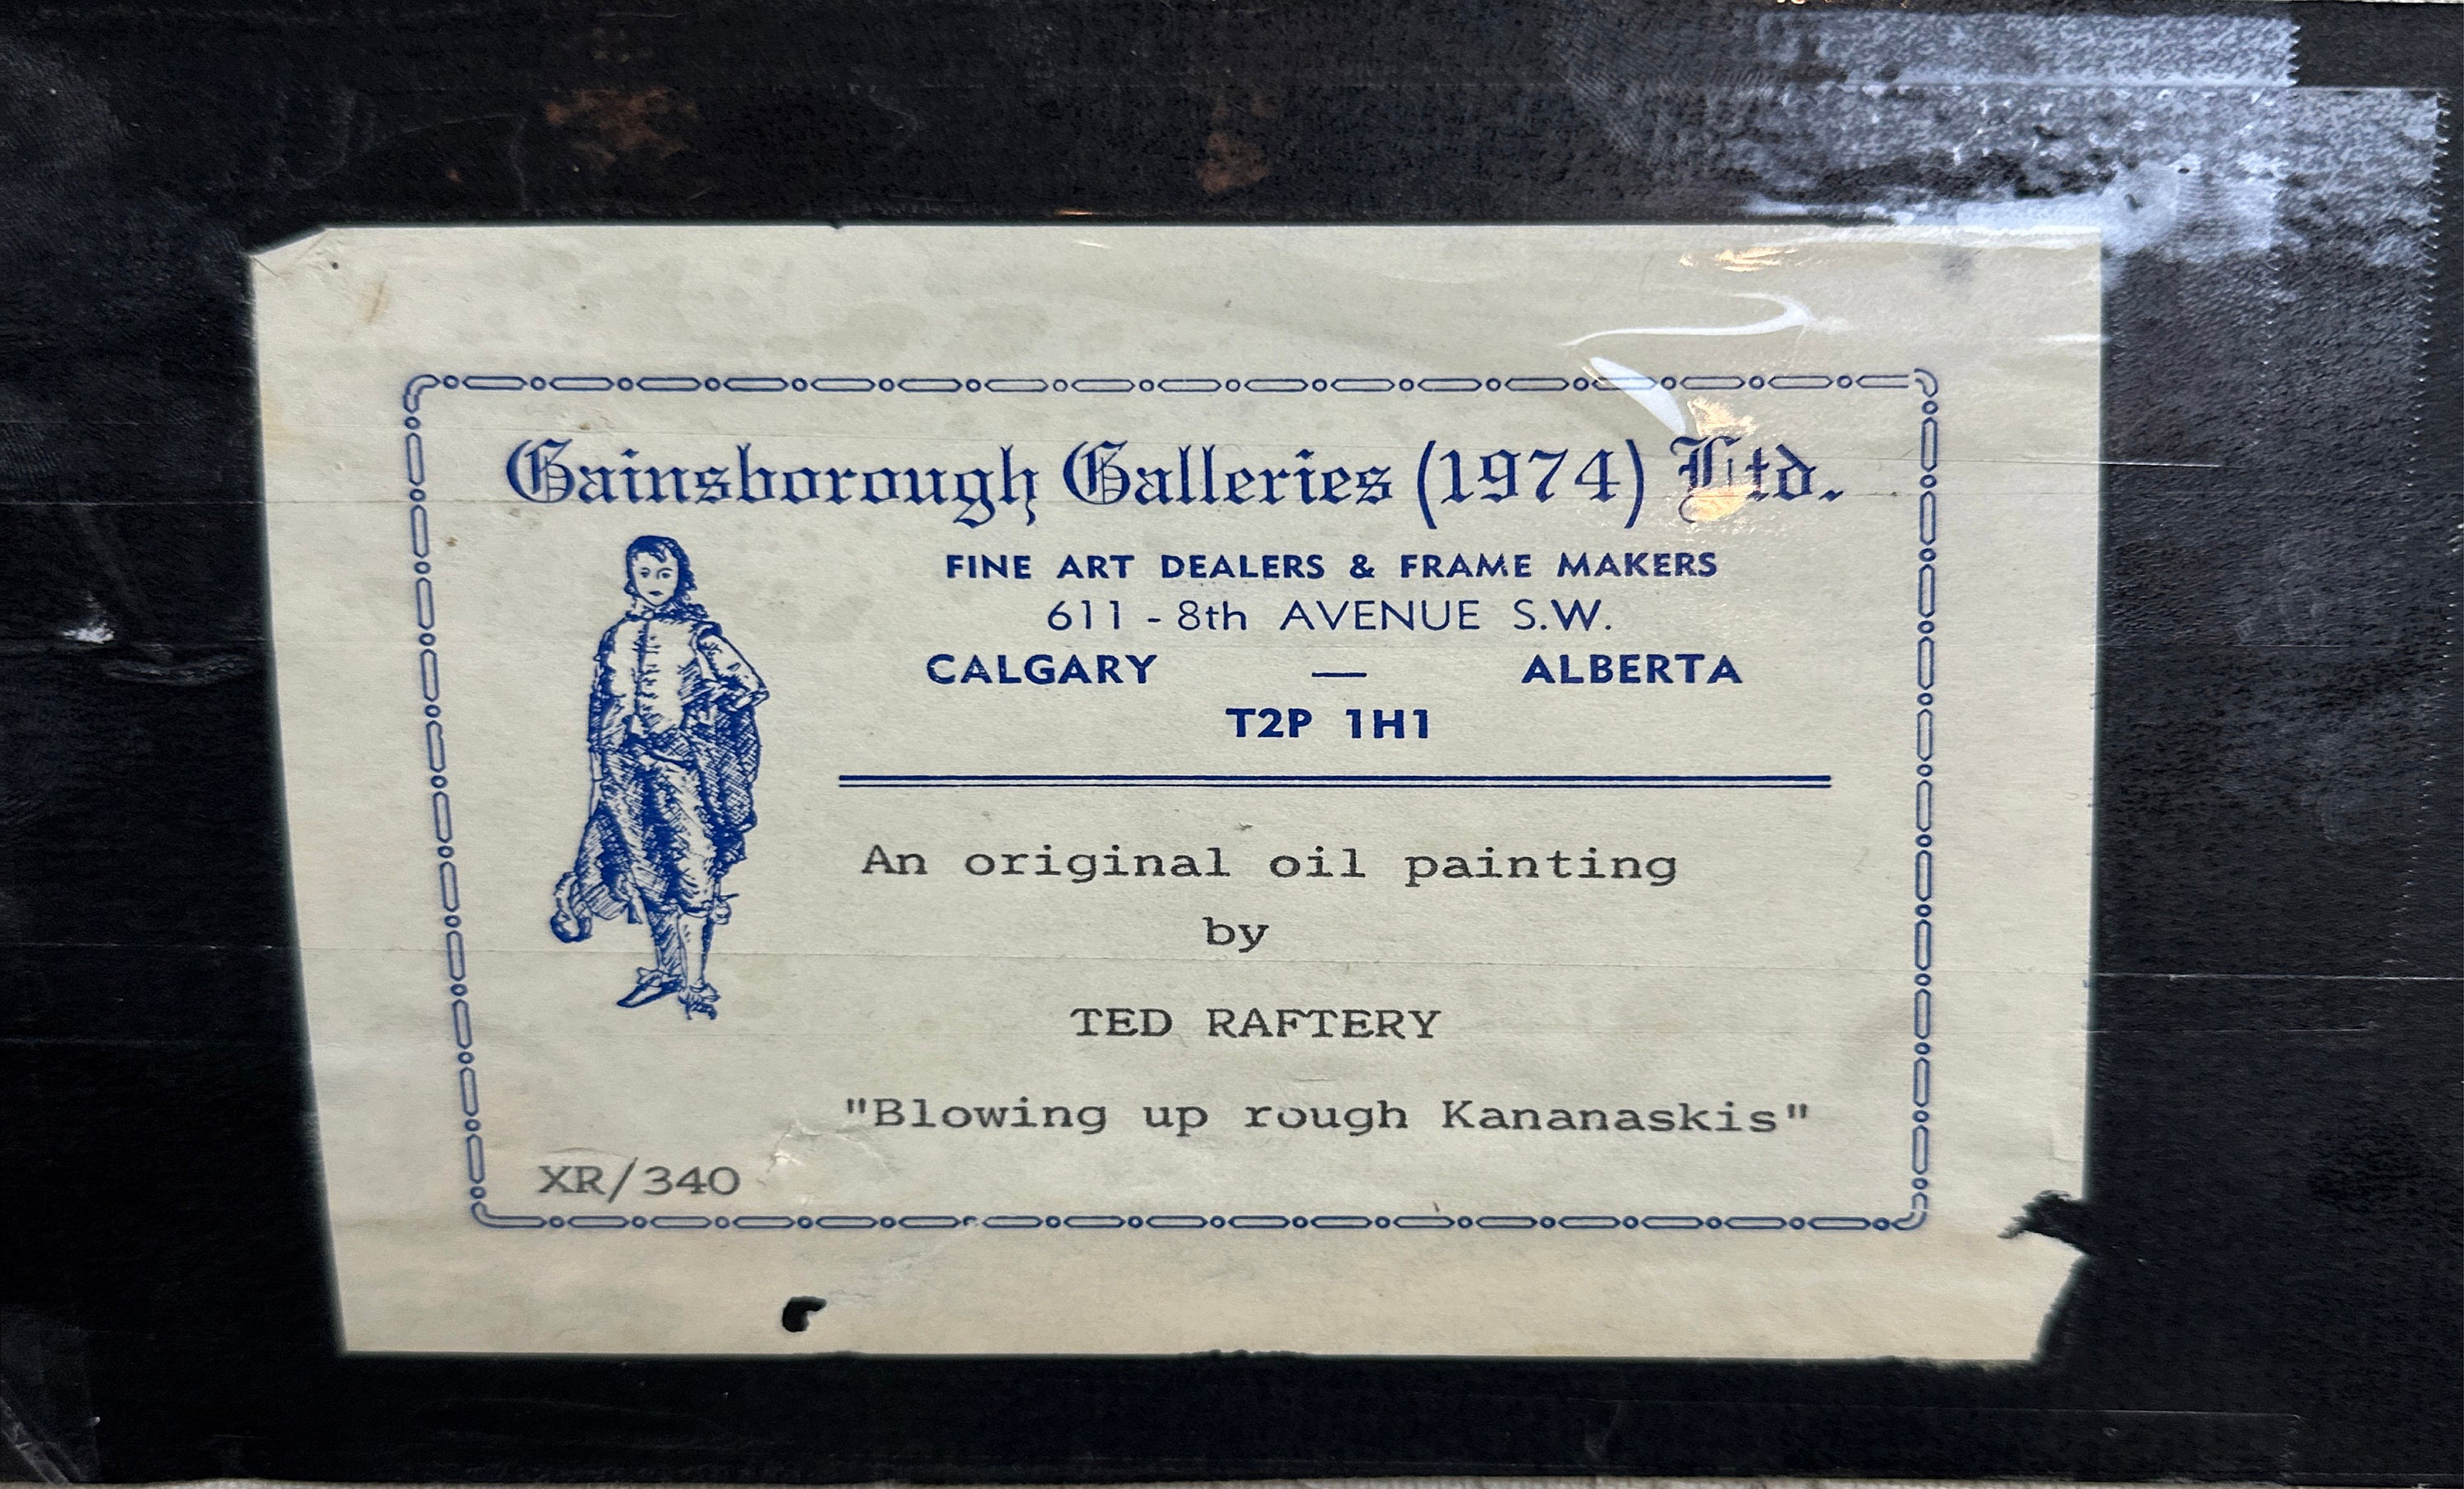 Gainsborough Galleries (1974) Ltd.
FINE ART DEALERS & FRAME MAKERS
611 - 8th AVENUE S.W.
CALGARY — ALBERTA
T2P 1H1
An original oil painting
by
TED RAFTERY
"Blowing up rough Kananaskis"
XR/340